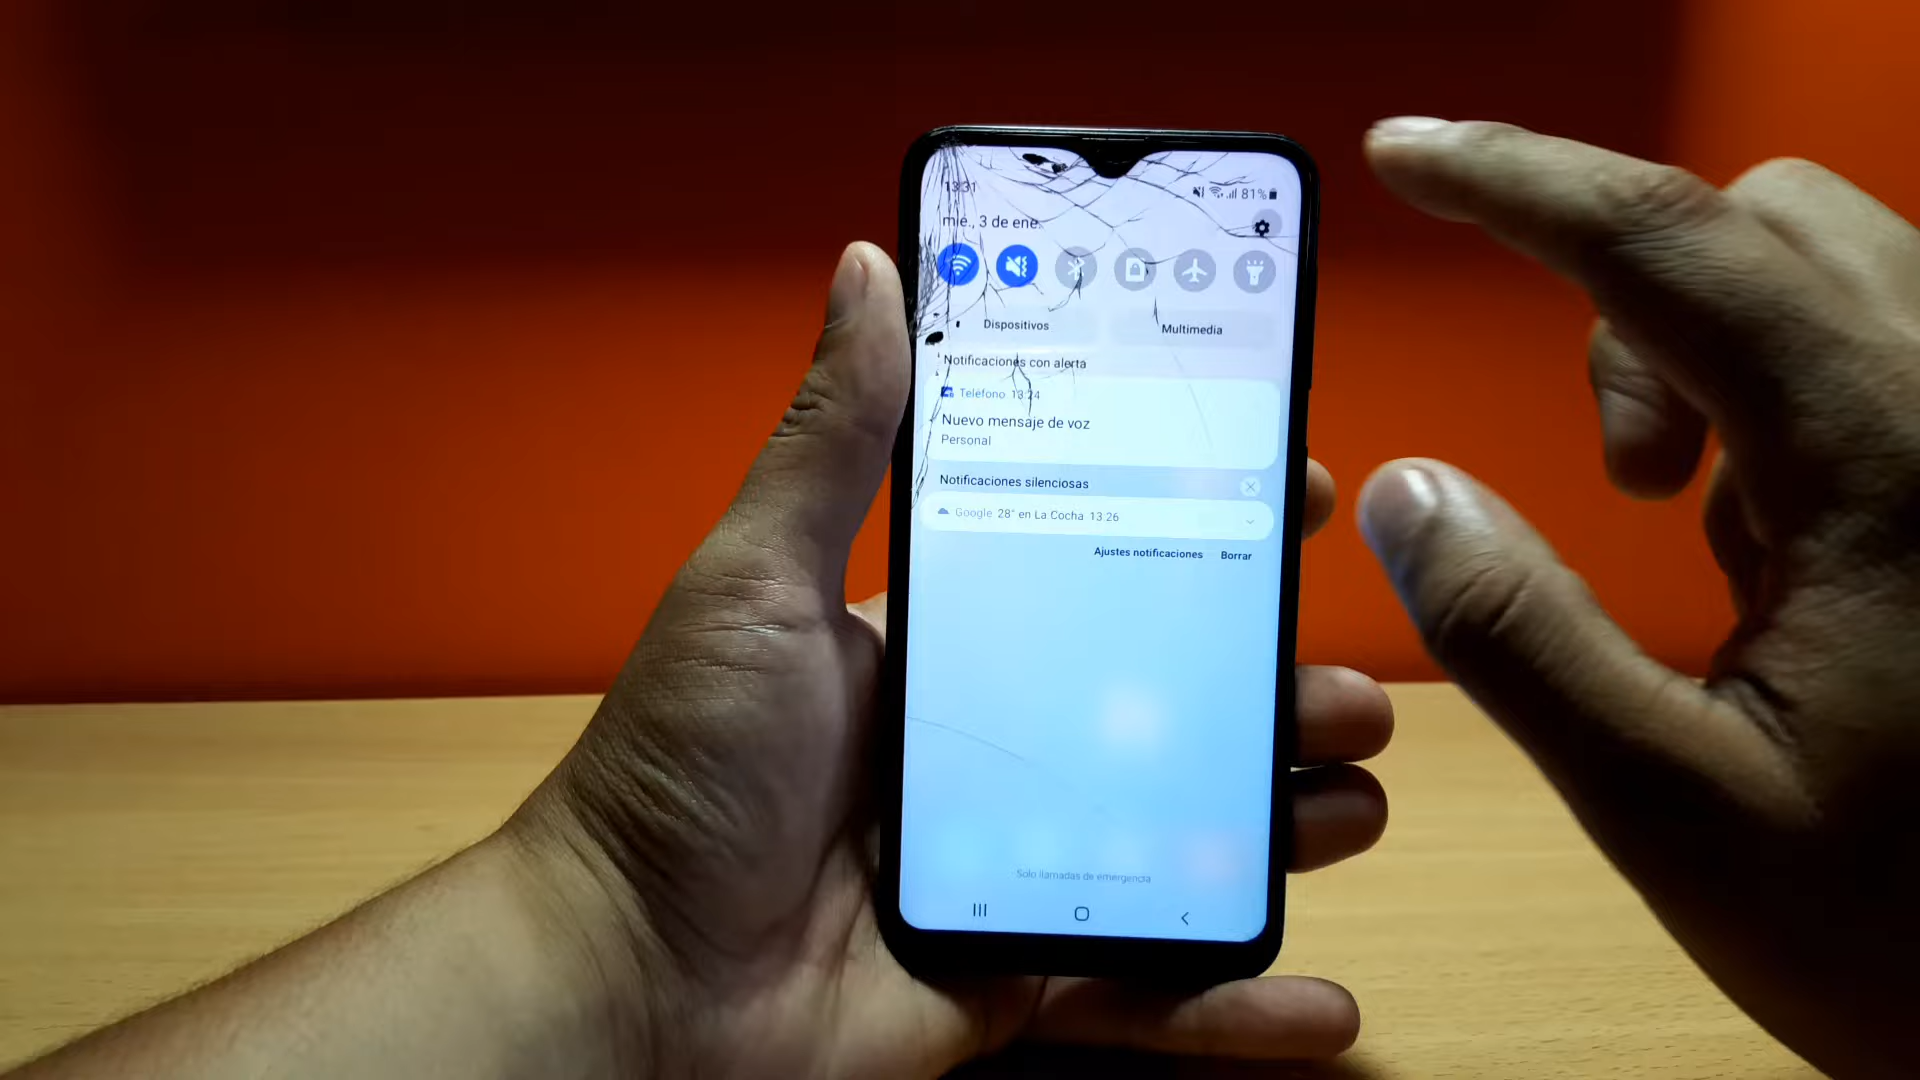 13:31
81%
mié., 3 de ene.
Dispositivos
Multimedia
Notificaciones con alerta
Teléfono 13:24
Nuevo mensaje de voz
Personal
Notificaciones silenciosas
Google 28° en La Cocha 13:26
Ajustes notificaciones Borrar
Solo llamadas de emergencia